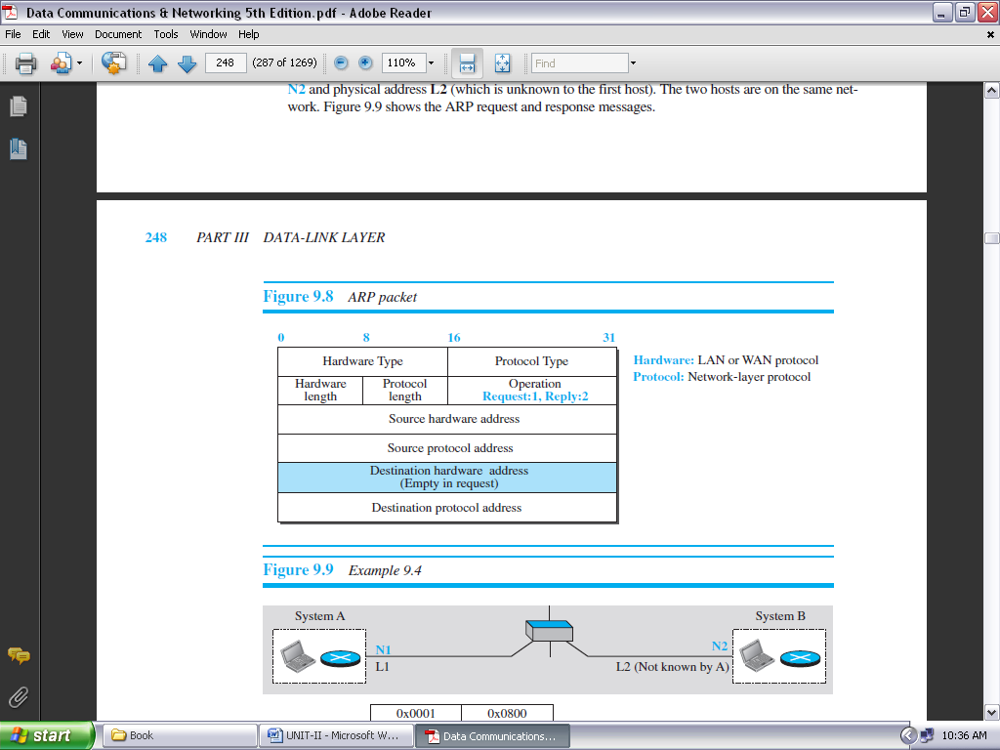 Data Communications & Networking 5th Edition.pdf - Adobe Reader
File Edit View Document Tools Window Help
248 (287 of 1269) 110% Find
N2 and physical address L2 (which is unknown to the first host). The two hosts are on the same net-
work. Figure 9.9 shows the ARP request and response messages.
248 PART III DATA-LINK LAYER
Figure 9.8 ARP packet
0 8 16 31
Hardware Type Protocol Type
Hardware: LAN or WAN protocol
Protocol: Network-layer protocol
Hardware length Protocol length Operation
Request:1, Reply:2
Source hardware address
Source protocol address
Destination hardware address
(Empty in request)
Destination protocol address
Figure 9.9 Example 9.4
System A System B
N1 N2
L1 L2 (Not known by A)
0x0001 0x0800
start Book UNIT-II - Microsoft W... Data Communications... 10:36 AM